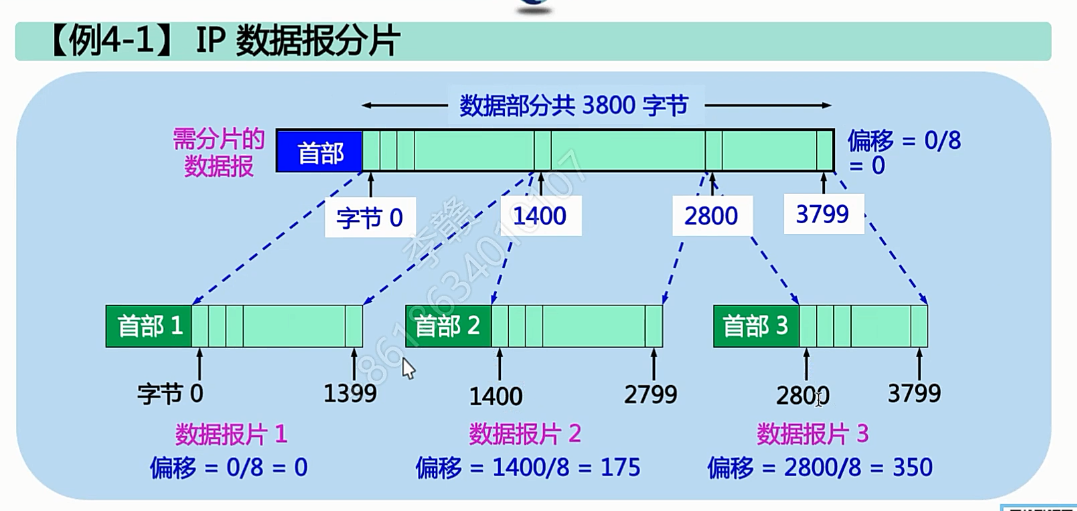 【例4-1】 IP 数据报分片
数据部分共 3800 字节
需分片的
数据报
首部
偏移 = 0/8
= 0
字节 0
1400
2800
3799
首部 1
首部 2
首部 3
字节 0
1399
1400
2799
2800
3799
数据报片 1
数据报片 2
数据报片 3
偏移 = 0/8 = 0
偏移 = 1400/8 = 175
偏移 = 2800/8 = 350
李赣